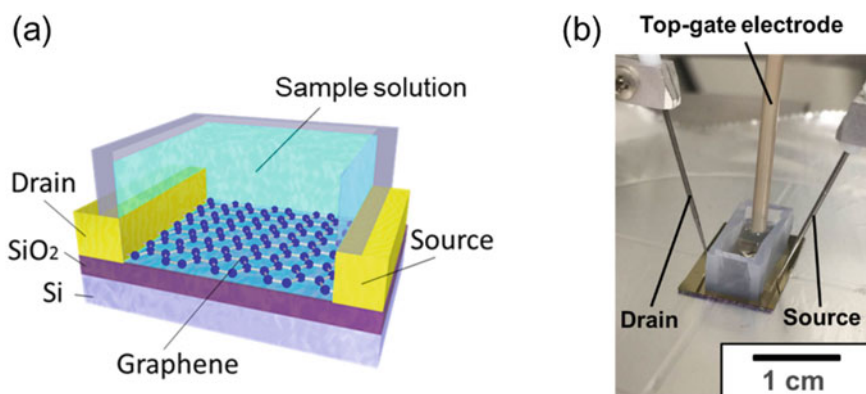 (a)
Sample solution
Drain
SiO₂
Si
Source
Graphene
(b)
Top-gate electrode
Drain
Source
1 cm